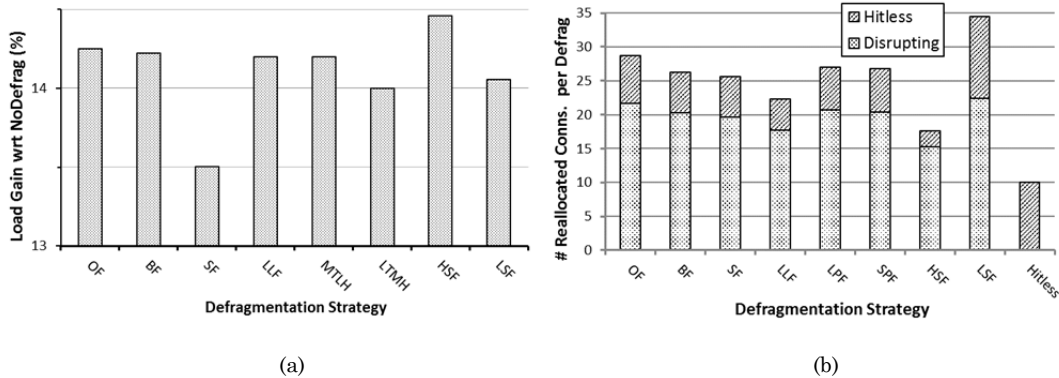 Load Gain wrt NoDefrag (%)
14
13
OF BF SF LLF MTLH LTMH HSF LSF
Defragmentation Strategy
(a)
# Reallocated Conns. per Defrag
35
30
25
20
15
10
5
0
Hitless
Disrupting
OF BF SF LLF LPF SPF HSF LSF Hitless
Defragmentation Strategy
(b)